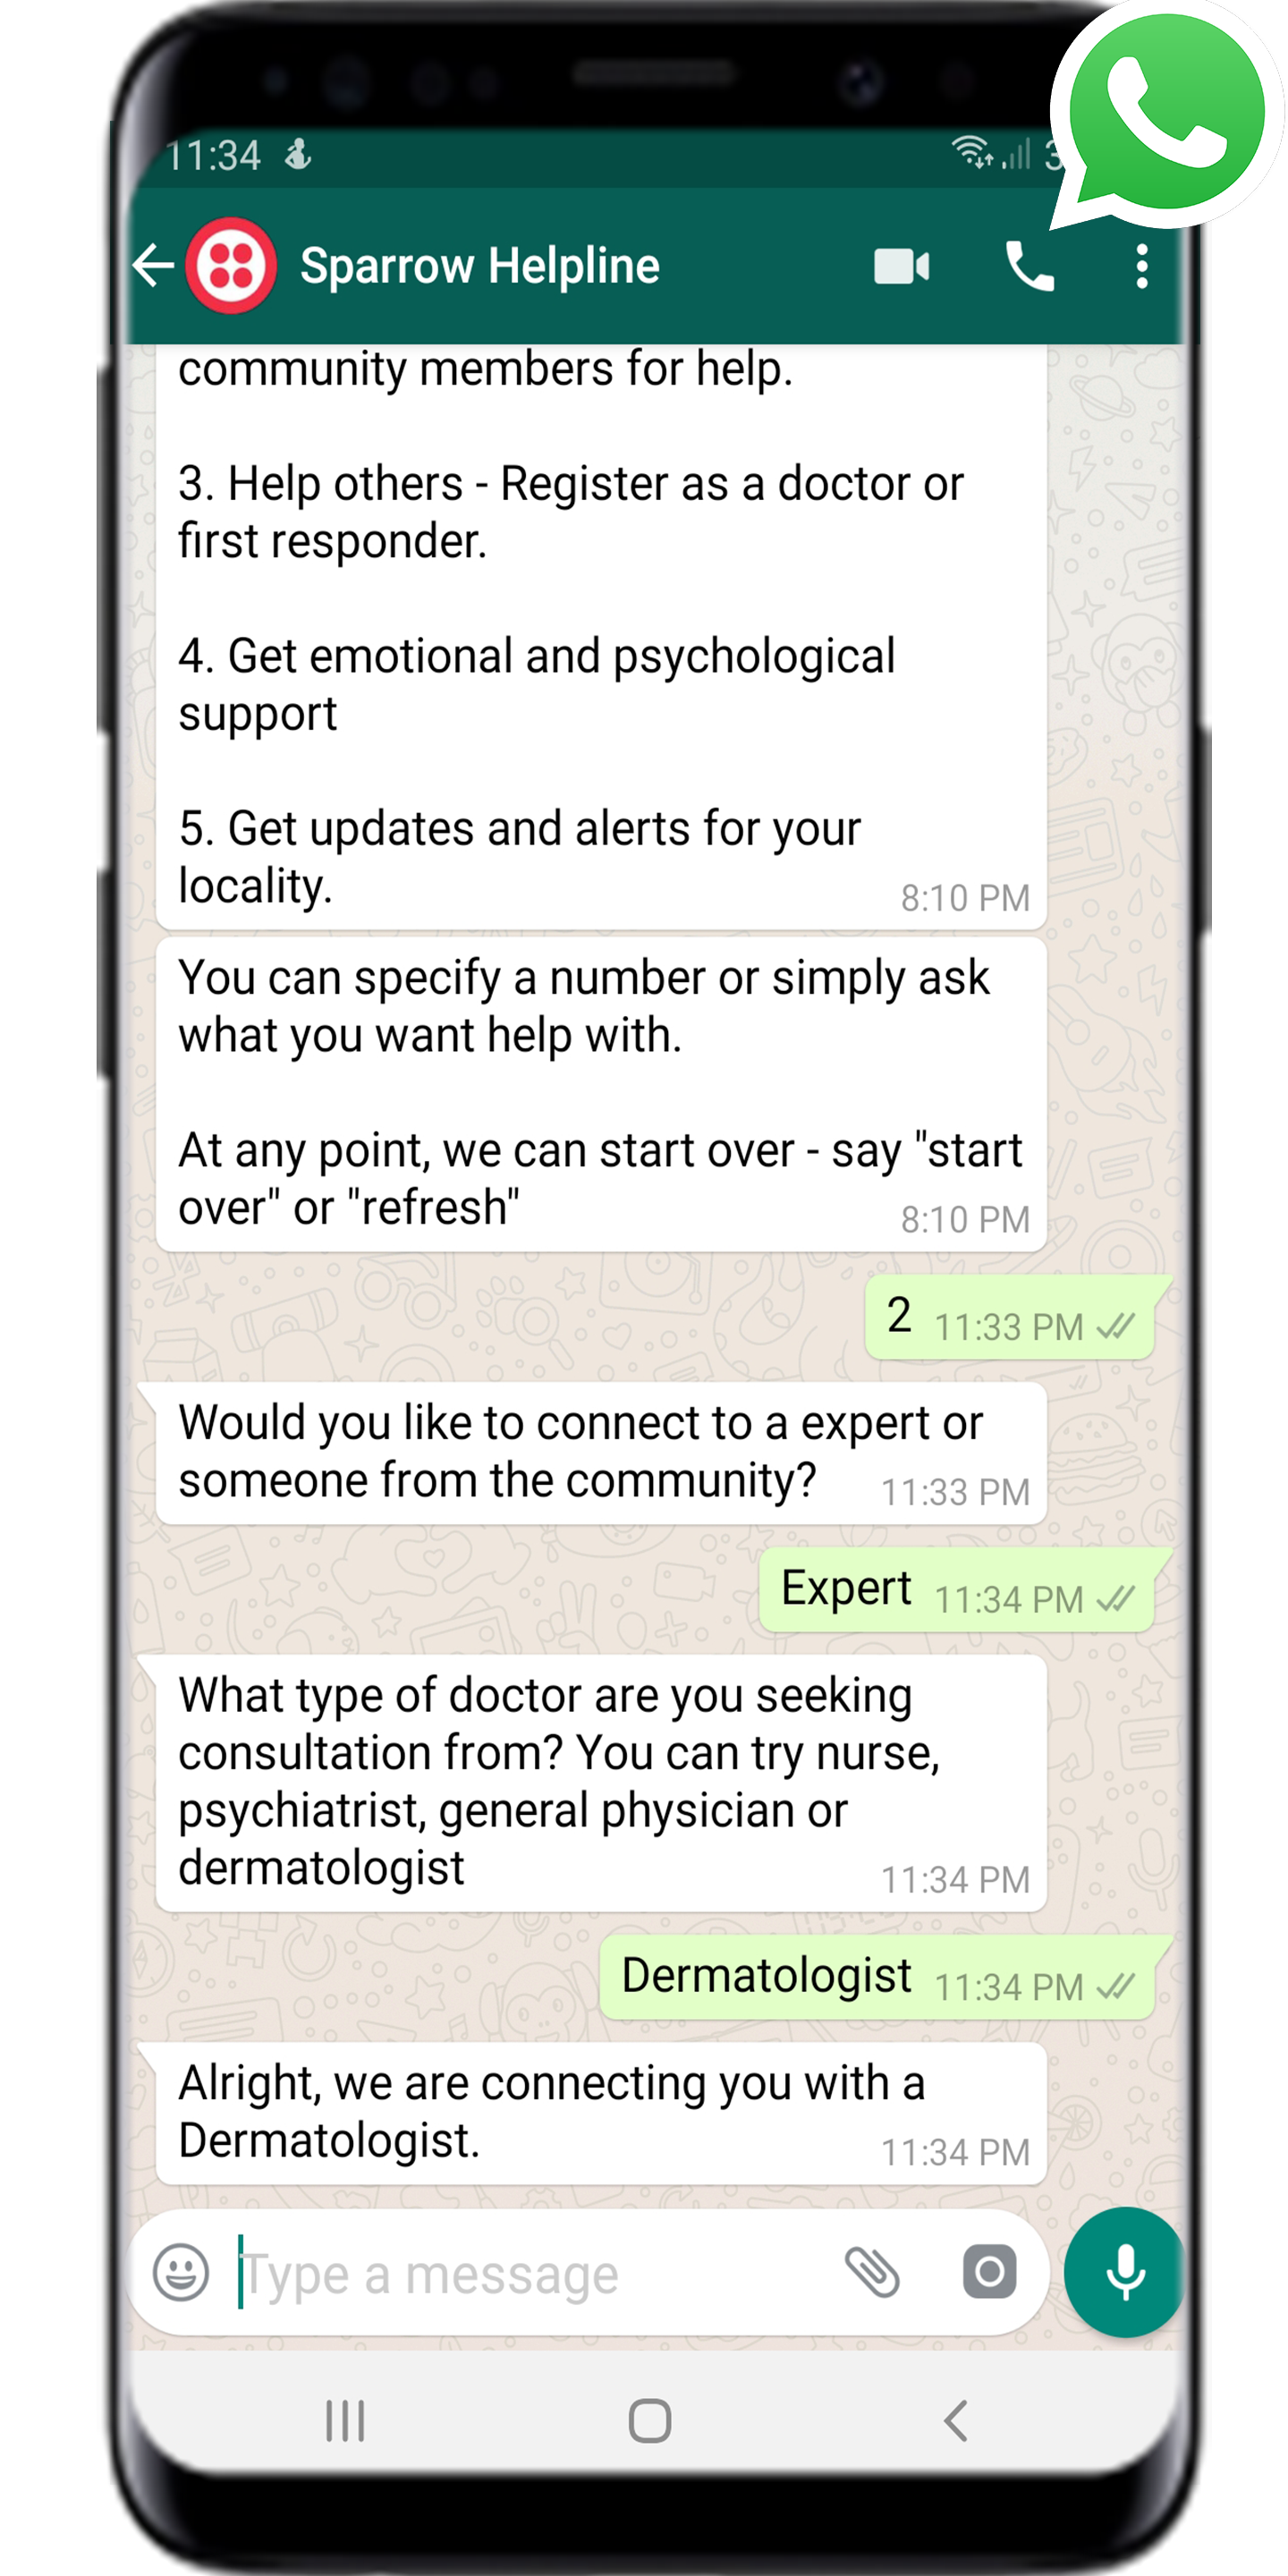 11:34
Sparrow Helpline
community members for help.
3. Help others - Register as a doctor or
first responder.
4. Get emotional and psychological
support
5. Get updates and alerts for your
locality.
8:10 PM
You can specify a number or simply ask
what you want help with.
At any point, we can start over - say "start
over" or "refresh"
8:10 PM
2 11:33 PM
Would you like to connect to a expert or
someone from the community?
11:33 PM
Expert 11:34 PM
What type of doctor are you seeking
consultation from? You can try nurse,
psychiatrist, general physician or
dermatologist
11:34 PM
Dermatologist 11:34 PM
Alright, we are connecting you with a
Dermatologist.
11:34 PM
Type a message